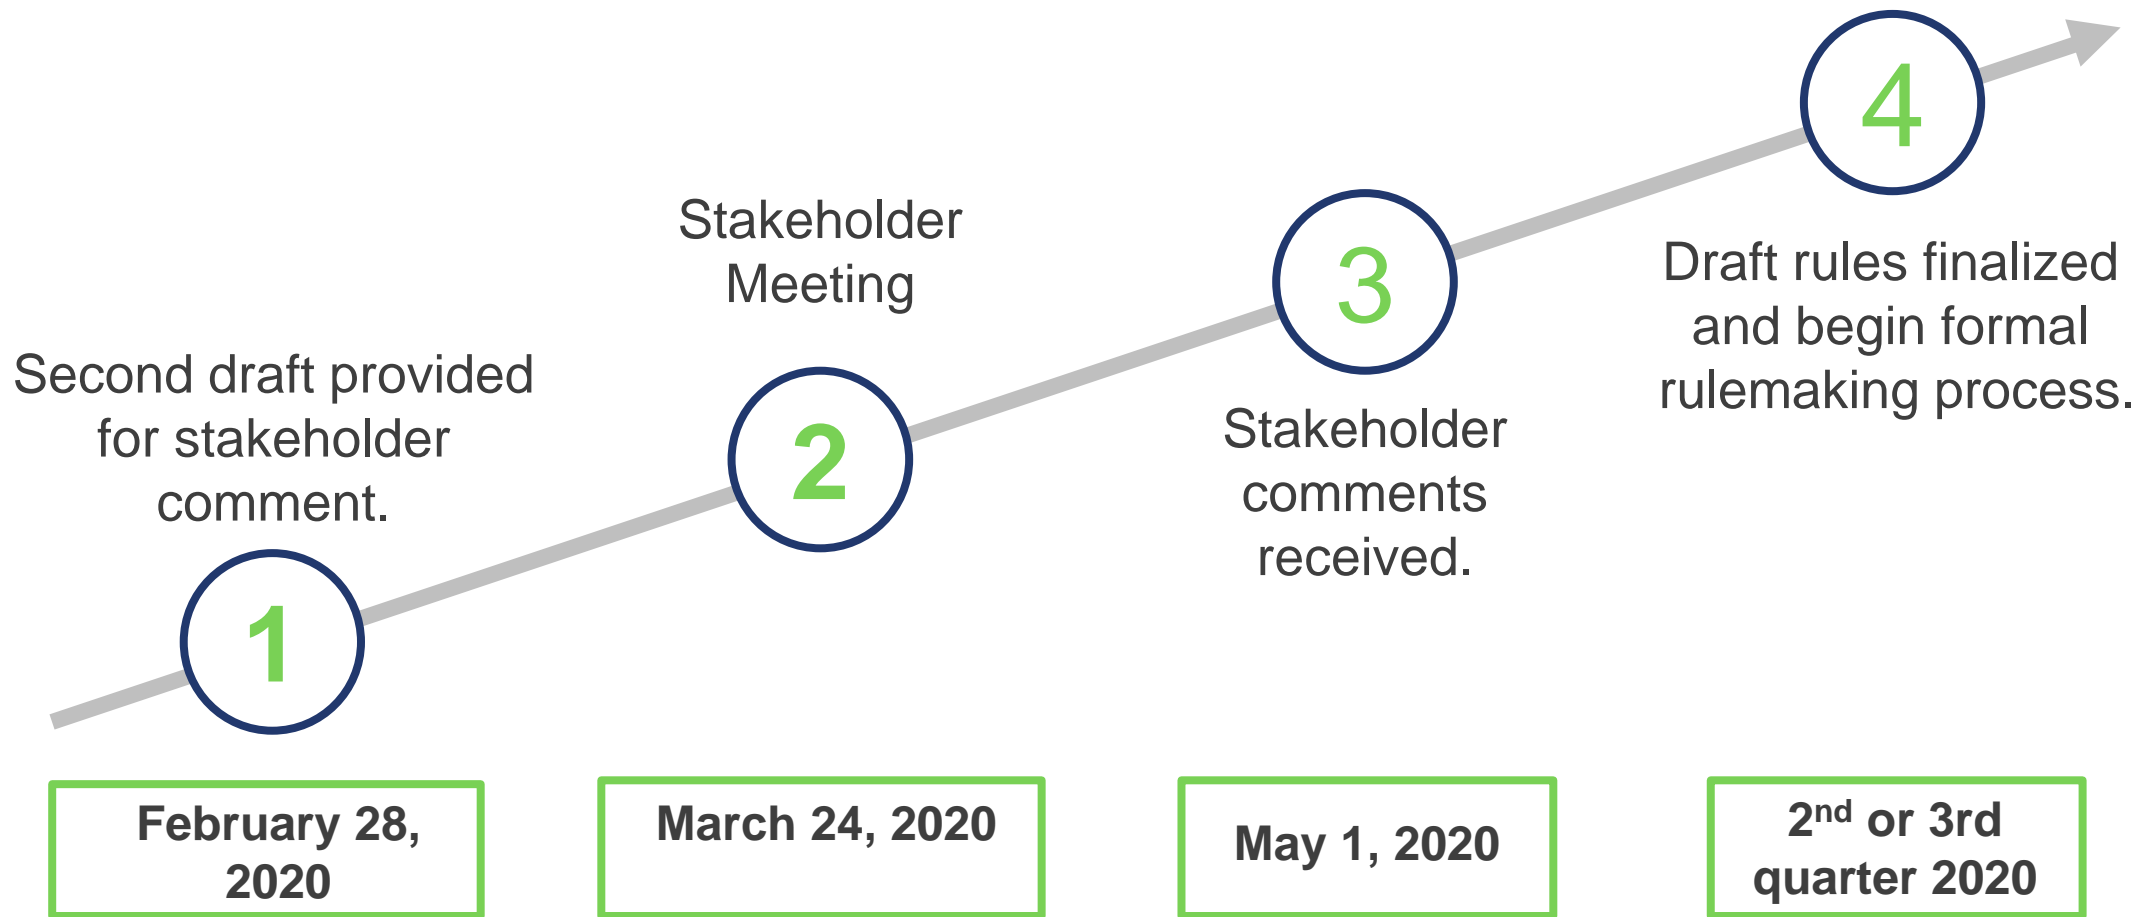 Second draft provided
for stakeholder
comment.
1
February 28,
2020
Stakeholder
Meeting
2
March 24, 2020
3
Stakeholder
comments
received.
May 1, 2020
4
Draft rules finalized
and begin formal
rulemaking process.
2nd or 3rd
quarter 2020